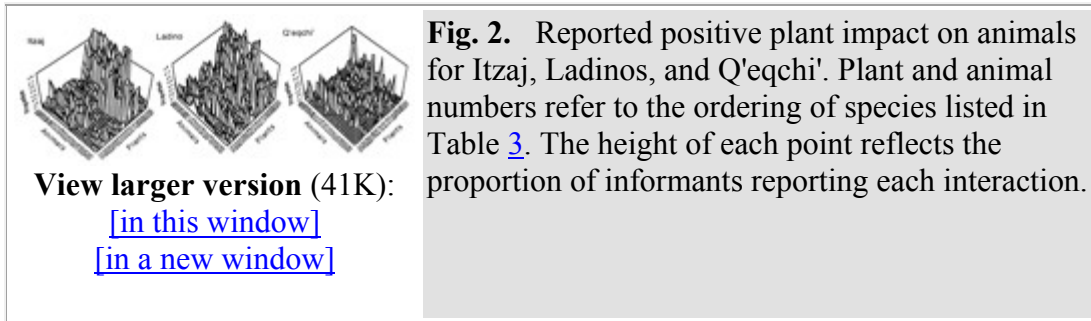 Itzaj
Ladino
Q'eqchi'
View larger version (41K):
[in this window]
[in a new window]
Fig. 2. Reported positive plant impact on animals
for Itzaj, Ladinos, and Q'eqchi'. Plant and animal
numbers refer to the ordering of species listed in
Table 3. The height of each point reflects the
proportion of informants reporting each interaction.